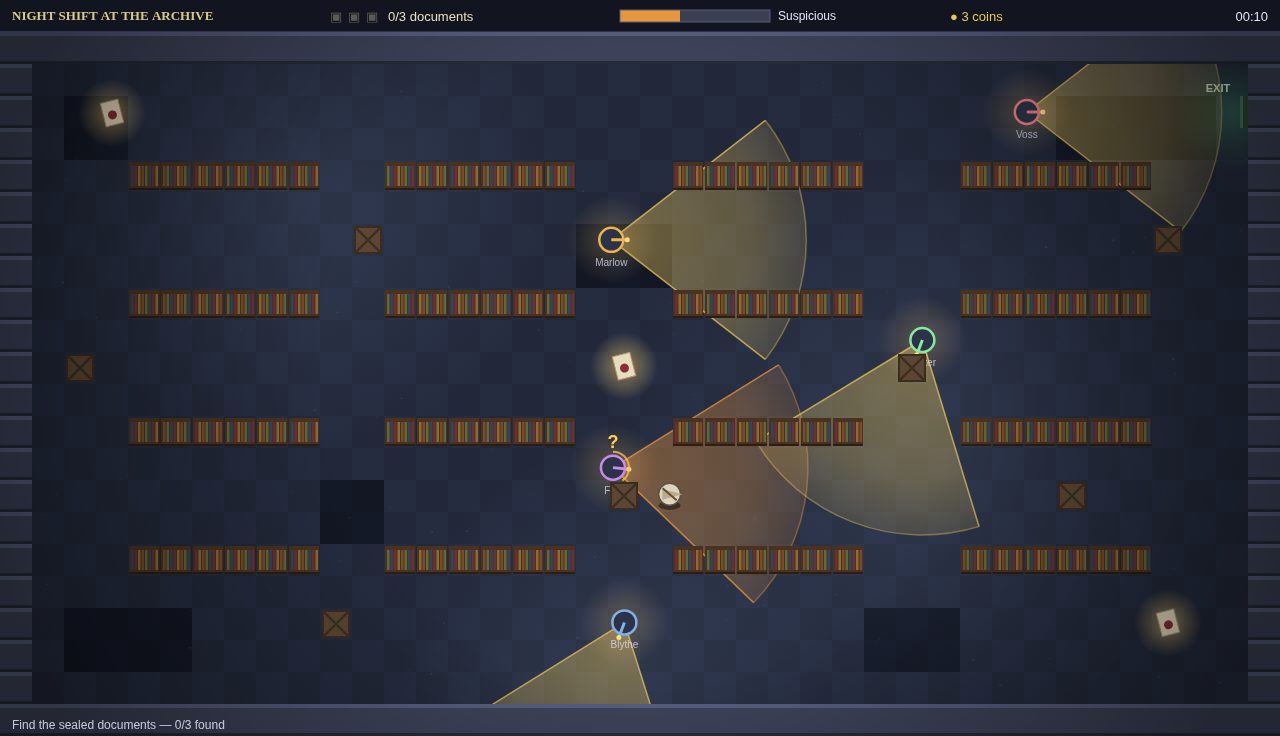 NIGHT SHIFT AT THE ARCHIVE
0/3 documents
Suspicious
3 coins
00:10
EXIT
Voss
Marlow
?
Blythe
Find the sealed documents — 0/3 found